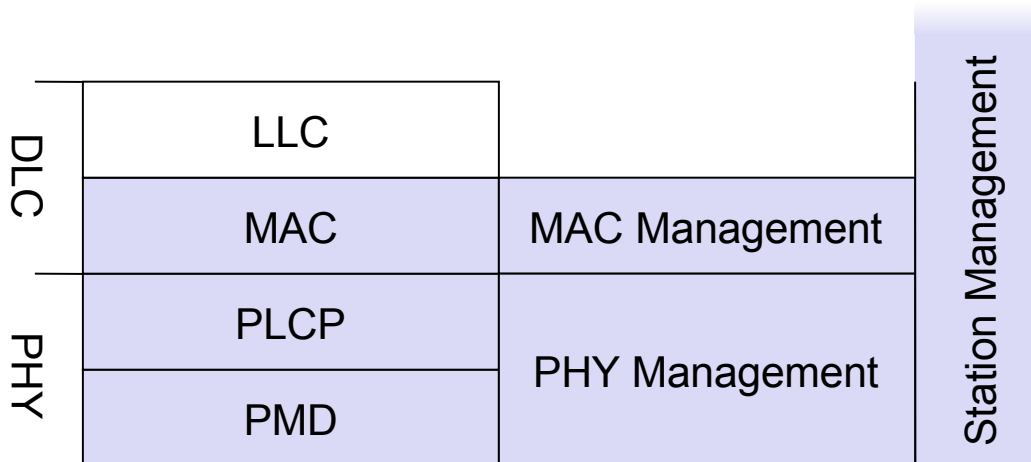 DLC
LLC
MAC
MAC Management
PHY
PLCP
PMD
PHY Management
Station Management